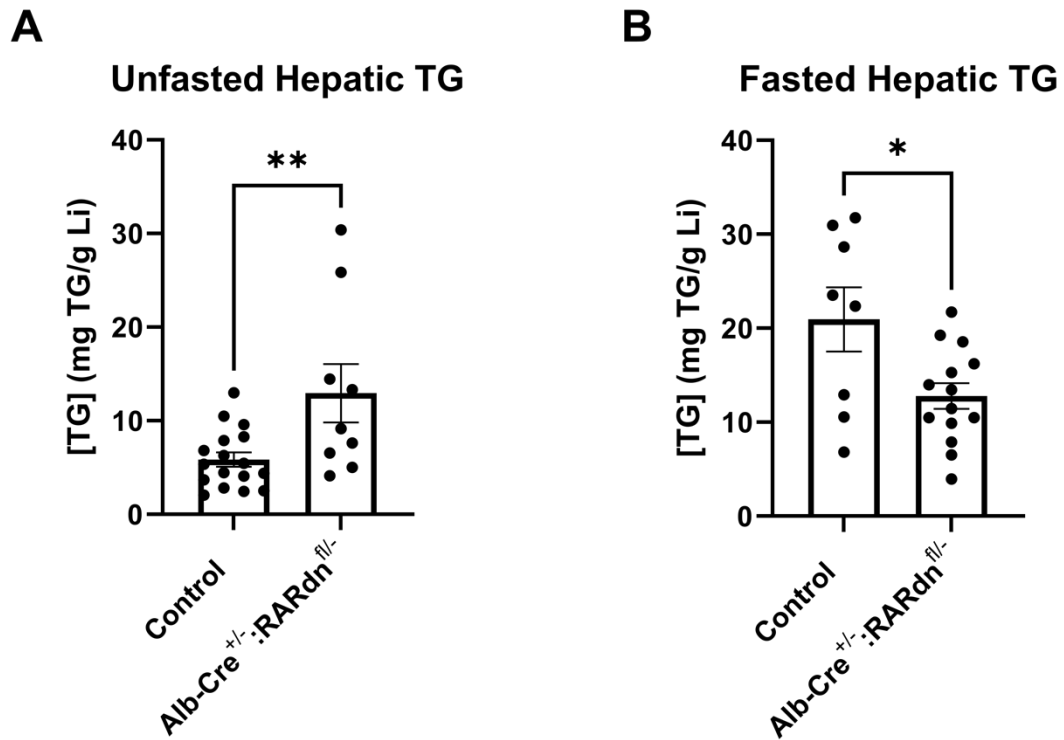 A
Unfasted Hepatic TG
[TG] (mg TG/g Li)
40
30
20
10
0
**
Control
Alb-Cre+/-:RARdnfl/-
B
Fasted Hepatic TG
[TG] (mg TG/g Li)
40
30
20
10
0
*
Control
Alb-Cre+/-:RARdnfl/-